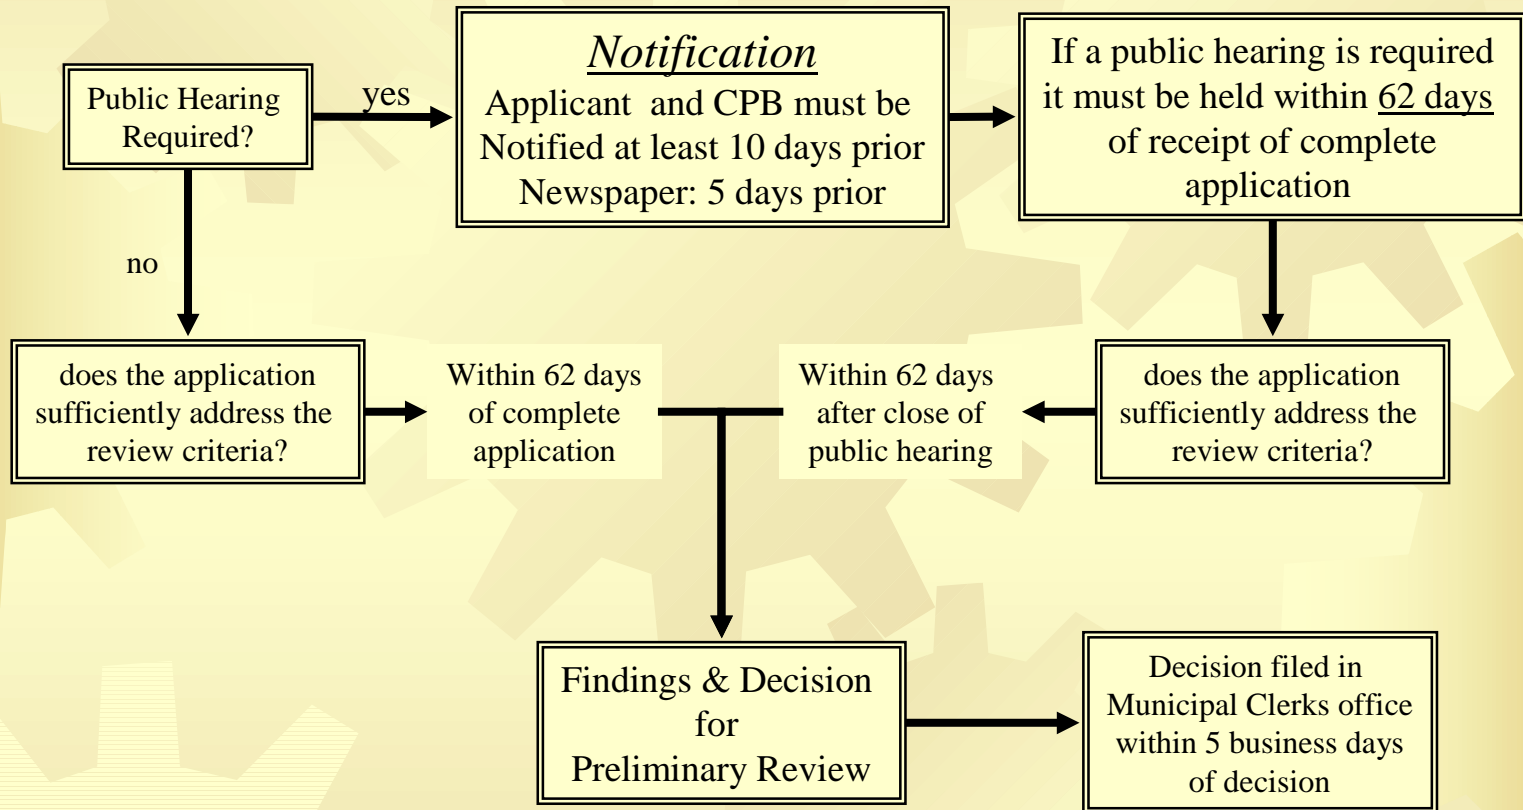 Public Hearing
Required?
yes
Notification
Applicant and CPB must be
Notified at least 10 days prior
Newspaper: 5 days prior
If a public hearing is required
it must be held within 62 days
of receipt of complete
application
no
does the application
sufficiently address the
review criteria?
Within 62 days
of complete
application
Within 62 days
after close of
public hearing
does the application
sufficiently address the
review criteria?
Findings & Decision
for
Preliminary Review
Decision filed in
Municipal Clerks office
within 5 business days
of decision